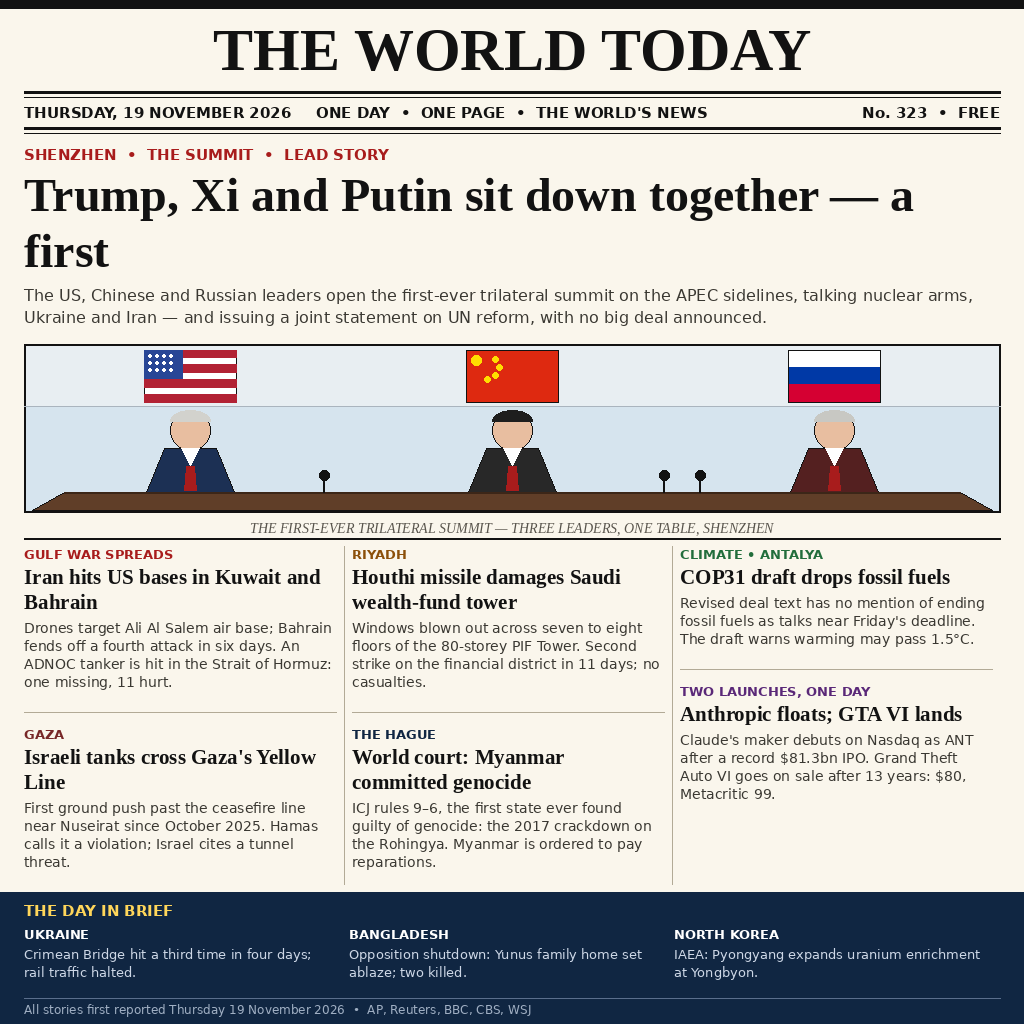 THE WORLD TODAY
THURSDAY, 19 NOVEMBER 2026 ONE DAY • ONE PAGE • THE WORLD'S NEWS No. 323 • FREE
SHENZHEN • THE SUMMIT • LEAD STORY
Trump, Xi and Putin sit down together — a
first
The US, Chinese and Russian leaders open the first-ever trilateral summit on the APEC sidelines, talking nuclear arms,
Ukraine and Iran — and issuing a joint statement on UN reform, with no big deal announced.
THE FIRST-EVER TRILATERAL SUMMIT — THREE LEADERS, ONE TABLE, SHENZHEN
GULF WAR SPREADS
Iran hits US bases in Kuwait and
Bahrain
Drones target Ali Al Salem air base; Bahrain
fends off a fourth attack in six days. An
ADNOC tanker is hit in the Strait of Hormuz:
one missing, 11 hurt.
GAZA
Israeli tanks cross Gaza's Yellow
Line
First ground push past the ceasefire line
near Nuseirat since October 2025. Hamas
calls it a violation; Israel cites a tunnel
threat.
RIYADH
Houthi missile damages Saudi
wealth-fund tower
Windows blown out across seven to eight
floors of the 80-storey PIF Tower. Second
strike on the financial district in 11 days; no
casualties.
THE HAGUE
World court: Myanmar
committed genocide
ICJ rules 9–6, the first state ever found
guilty of genocide: the 2017 crackdown on
the Rohingya. Myanmar is ordered to pay
reparations.
CLIMATE • ANTALYA
COP31 draft drops fossil fuels
Revised deal text has no mention of ending
fossil fuels as talks near Friday's deadline.
The draft warns warming may pass 1.5°C.
TWO LAUNCHES, ONE DAY
Anthropic floats; GTA VI lands
Claude's maker debuts on Nasdaq as ANT
after a record $81.3bn IPO. Grand Theft
Auto VI goes on sale after 13 years: $80,
Metacritic 99.
THE DAY IN BRIEF
UKRAINE
Crimean Bridge hit a third time in four days;
rail traffic halted.
BANGLADESH
Opposition shutdown: Yunus family home set
ablaze; two killed.
NORTH KOREA
IAEA: Pyongyang expands uranium enrichment
at Yongbyon.
All stories first reported Thursday 19 November 2026 • AP, Reuters, BBC, CBS, WSJ